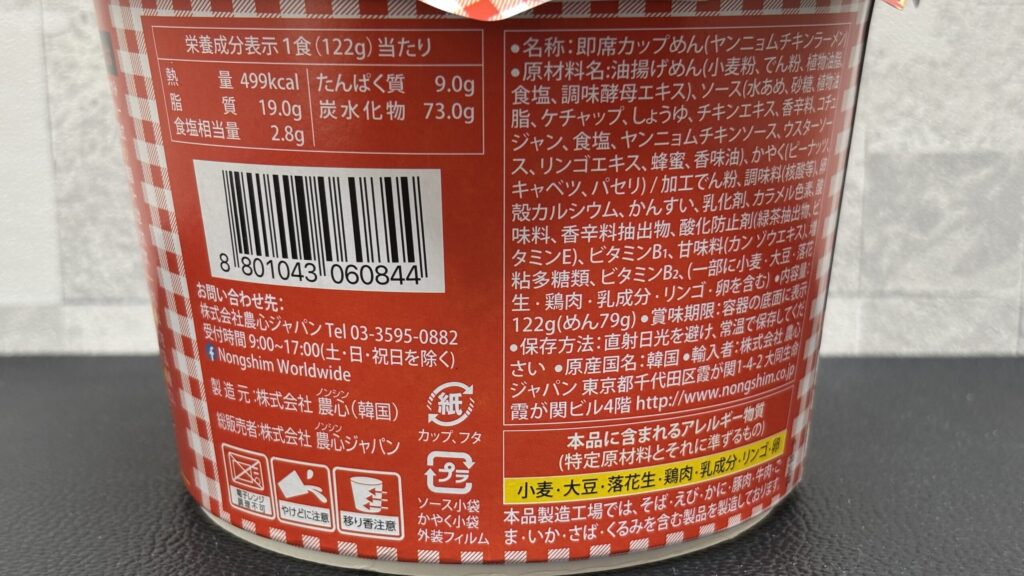 栄養成分表示 1食(122g)当たり
熱量 499kcal
脂質 19.0g
食塩相当量 2.8g
たんぱく質 9.0g
炭水化物 73.0g
8 801043 060844
お問い合わせ先:
株式会社農心ジャパン Tel 03-3595-0882
受付時間 9:00~17:00(土・日・祝日を除く)
Nongshim Worldwide
製造元:株式会社 農心(韓国)
ノンシン
総販売者:株式会社 農心ジャパン
ノンシン
電子レンジ
調理不可
やけどに注意
移り香注意
紙
カップ、フタ
プラ
ソース小袋
かやく小袋
外装フィルム
●名称:即席カップめん(ヤンニョムチキンラーメン
●原材料名:油揚げめん(小麦粉、でん粉、植物油脂、
食塩、調味酵母エキス)、ソース(水あめ、砂糖、植物油
脂、ケチャップ、しょうゆ、チキンエキス、香辛料、コチュ
ジャン、食塩、ヤンニョムチキンソース、ウスターソー
ス、リンゴエキス、蜂蜜、香味油)、かやく(ピーナッツ、
キャベツ、パセリ) / 加工でん粉、調味料(核酸等)、
殻カルシウム、かんすい、乳化剤、カラメル色素、
味料、香辛料抽出物、酸化防止剤(緑茶抽出物、
タミンE)、ビタミンB₁、甘味料(カンゾウエキス)、
粘多糖類、ビタミンB₂、(一部に小麦・大豆・落花
生・鶏肉・乳成分・リンゴ・卵を含む) ●内容量:
122g(めん79g) ●賞味期限:容器の底面に表示
●保存方法:直射日光を避け、常温で保存してくだ
さい ●原産国名:韓国 ●輸入者:株式会社 農心
ジャパン 東京都千代田区霞が関1-4-2大同生命
霞が関ビル4階 http://www.nongshim.co.jp
本品に含まれるアレルギー物質
(特定原材料とそれに準ずるもの)
小麦・大豆・落花生・鶏肉・乳成分・リンゴ・卵
本品製造工場では、そば・えび・かに・豚肉・牛肉・ご
ま・いか・さば・くるみを含む製品を製造しております。